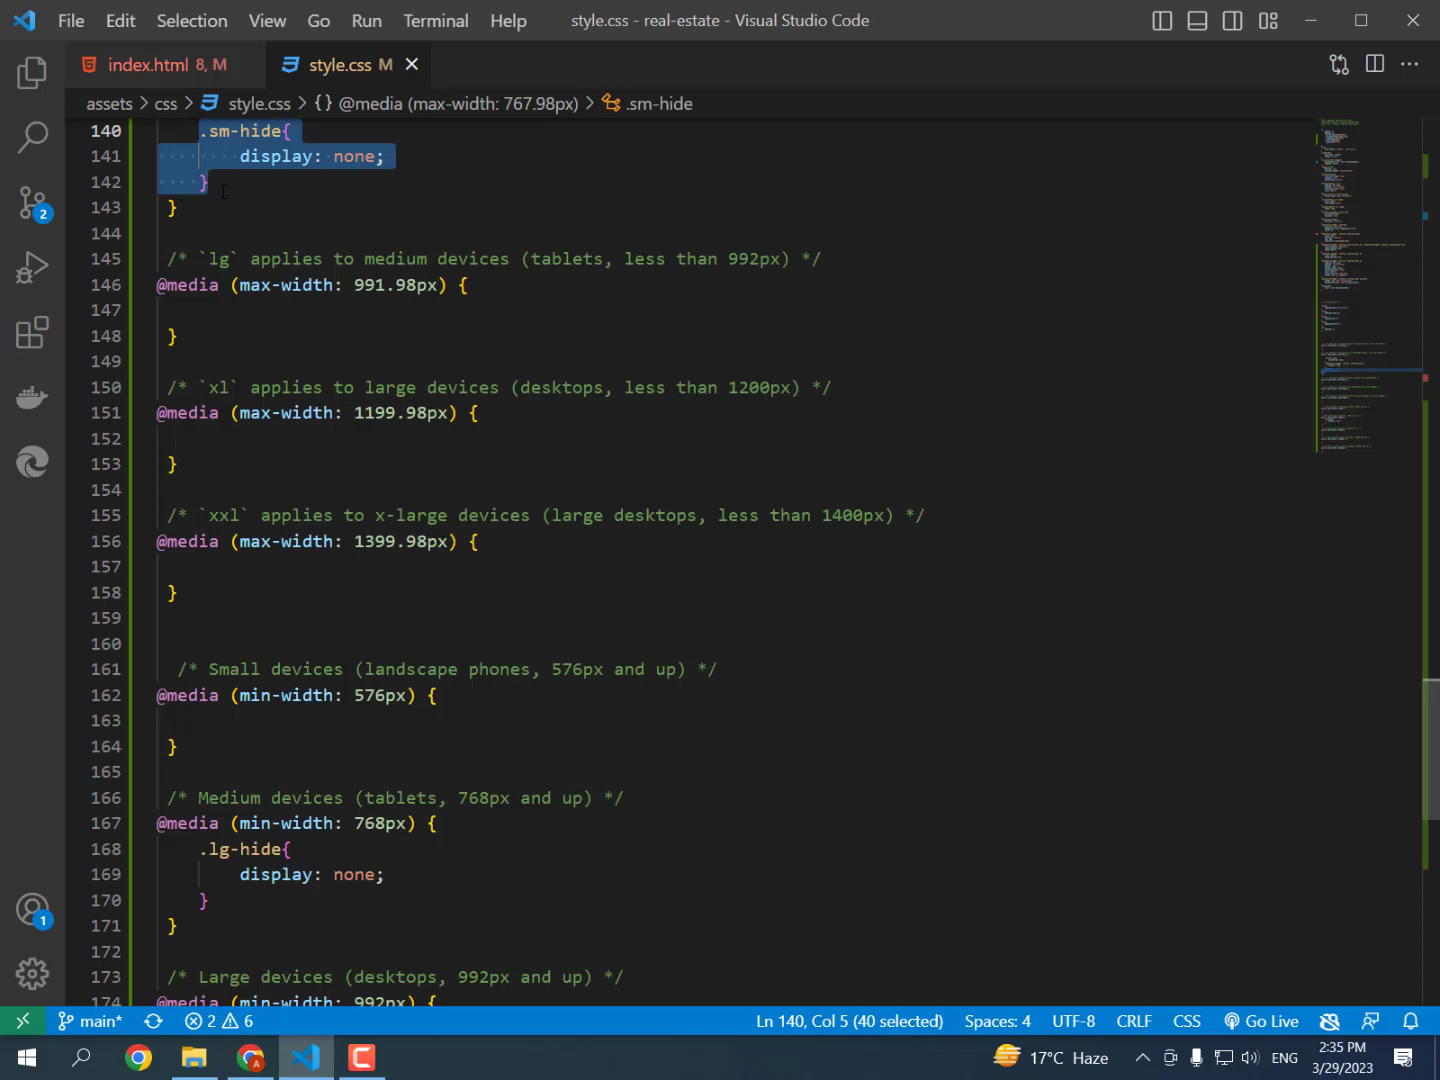 File Edit Selection View Go Run Terminal Help style.css - real-estate - Visual Studio Code
index.html 8, M style.css M
assets > css > style.css > {} @media (max-width: 767.98px) > .sm-hide
140 .sm-hide{
141 display: none;
142 }
143 }
144
145 /* `lg` applies to medium devices (tablets, less than 992px) */
146 @media (max-width: 991.98px) {
147
148 }
149
150 /* `xl` applies to large devices (desktops, less than 1200px) */
151 @media (max-width: 1199.98px) {
152
153 }
154
155 /* `xxl` applies to x-large devices (large desktops, less than 1400px) */
156 @media (max-width: 1399.98px) {
157
158 }
159
160
161 /* Small devices (landscape phones, 576px and up) */
162 @media (min-width: 576px) {
163
164 }
165
166 /* Medium devices (tablets, 768px and up) */
167 @media (min-width: 768px) {
168 .lg-hide{
169 display: none;
170 }
171 }
172
173 /* Large devices (desktops, 992px and up) */
174 @media (min-width: 992px) {
2
1
main* 2 6 Ln 140, Col 5 (40 selected) Spaces: 4 UTF-8 CRLF CSS Go Live
17°C Haze ENG 2:35 PM
3/29/2023